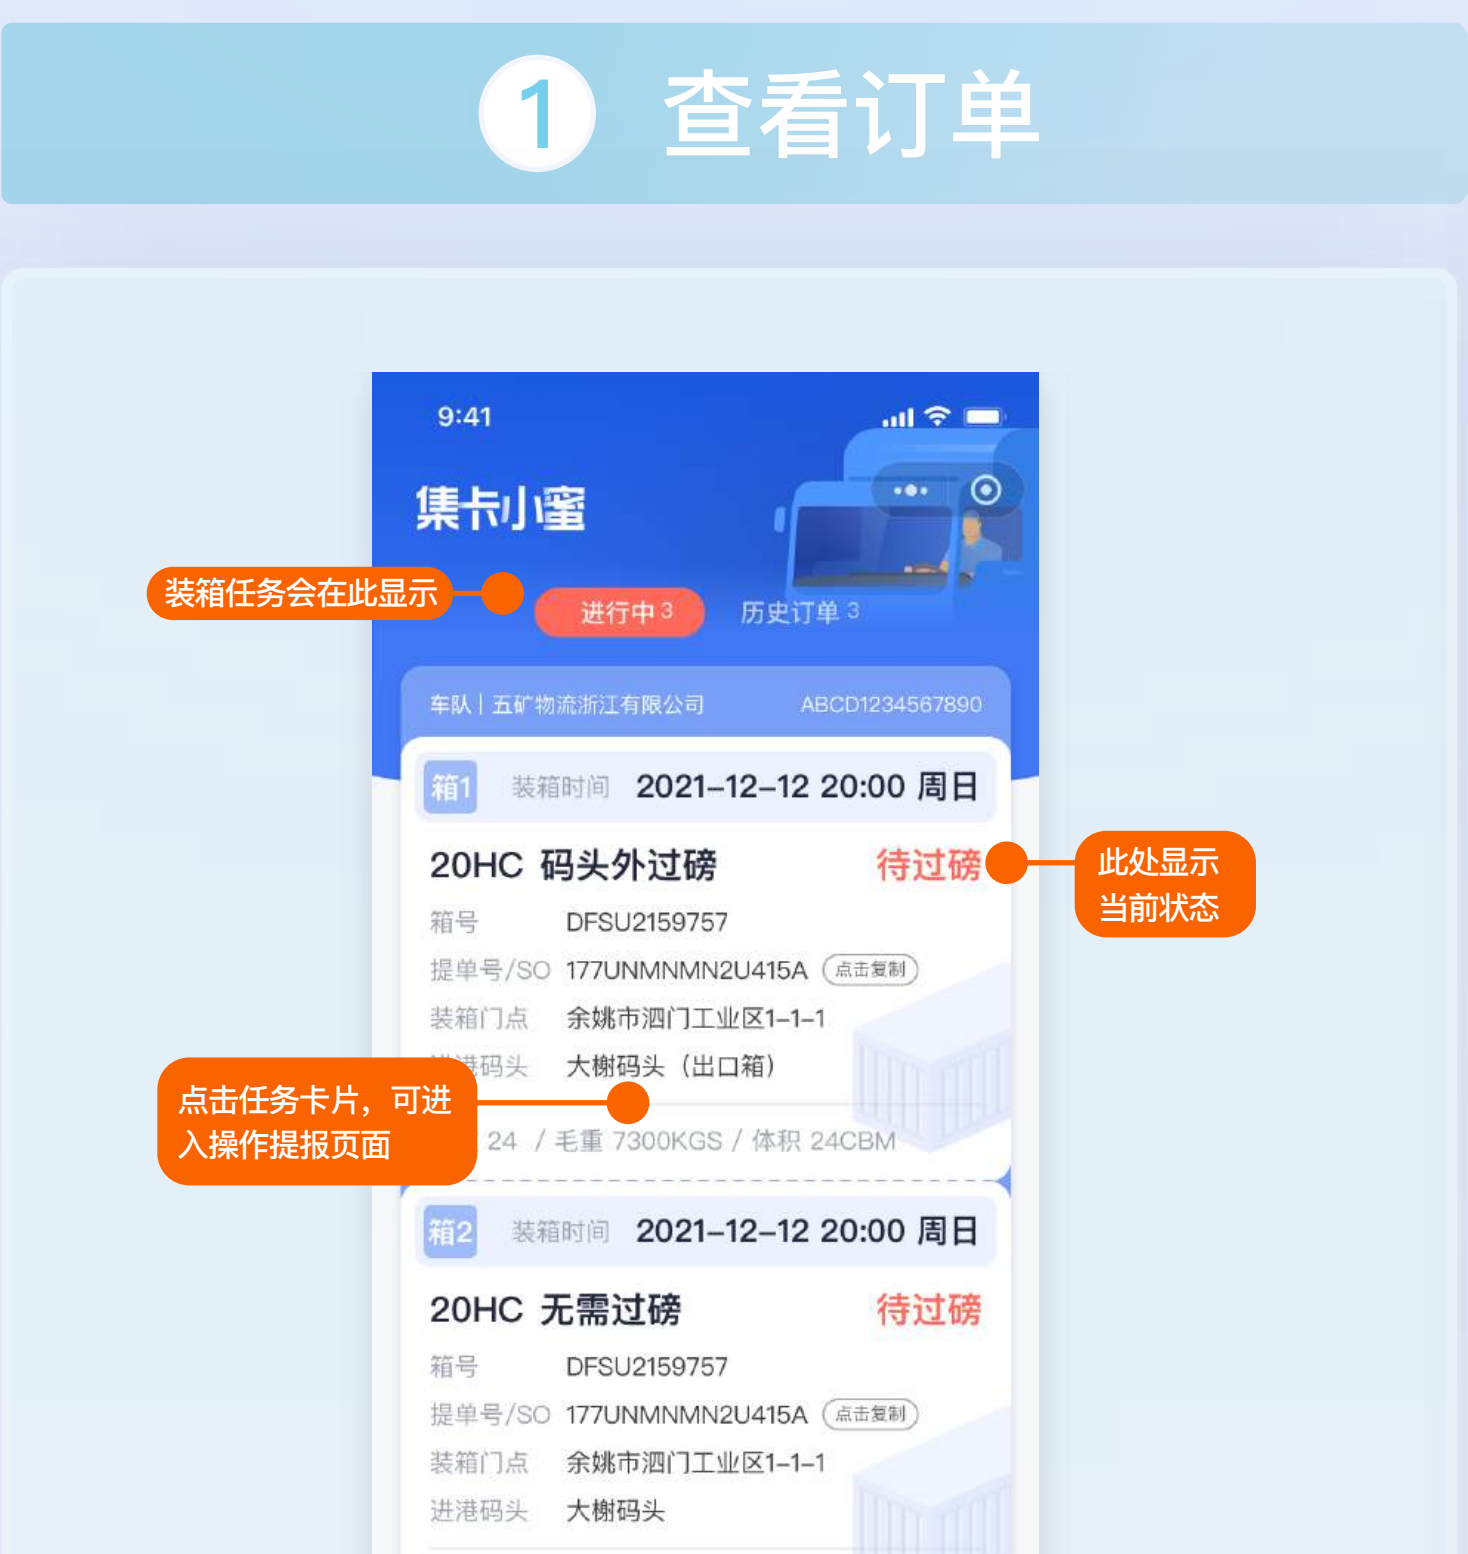 1 查看订单
9:41
集卡小蜜
装箱任务会在此显示
进行中 3 历史订单 3
车队 | 五矿物流浙江有限公司 ABCD1234567890
箱1 装箱时间 2021-12-12 20:00 周日
20HC 码头外过磅 待过磅
此处显示
当前状态
箱号 DFSU2159757
提单号/SO 177UNMNMN2U415A 点击复制
装箱门点 余姚市泗门工业区1-1-1
港码头 大榭码头（出口箱）
点击任务卡片，可进
入操作提报页面
24 / 毛重 7300KGS / 体积 24CBM
箱2 装箱时间 2021-12-12 20:00 周日
20HC 无需过磅 待过磅
箱号 DFSU2159757
提单号/SO 177UNMNMN2U415A 点击复制
装箱门点 余姚市泗门工业区1-1-1
进港码头 大榭码头